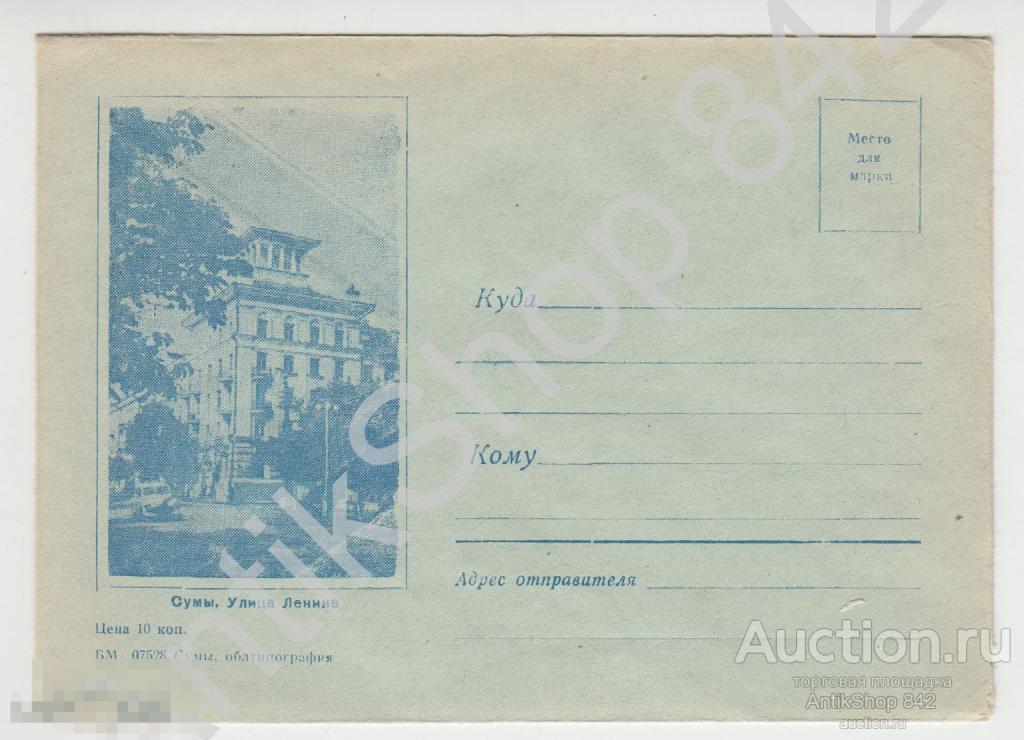 Место
для
марки
Куда
Кому
Адрес отправителя
Сумы. Улица Ленина
Цена 10 коп.
БМ 07528 Сумы, облтипография
AntikShop 842
Auction.ru
торговая площадка
AntikShop 842
auction.ru